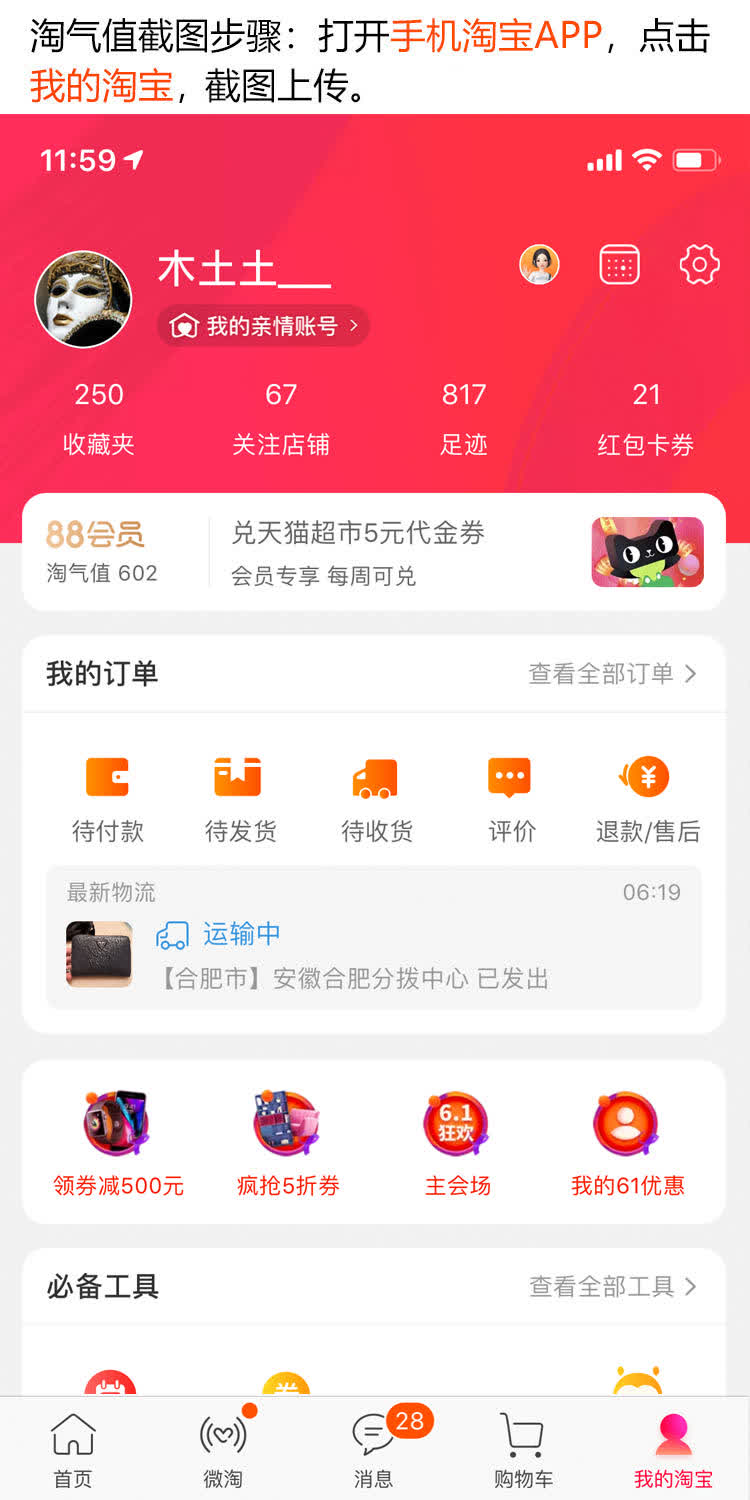 淘气值截图步骤：打开手机淘宝APP，点击
我的淘宝，截图上传。
11:59
木土土___
我的亲情账号
250
67
817
21
收藏夹
关注店铺
足迹
红包卡券
88会员
兑天猫超市5元代金券
淘气值 602
会员专享 每周可兑
我的订单
查看全部订单
待付款
待发货
待收货
评价
退款/售后
最新物流
06:19
运输中
【合肥市】安徽合肥分拨中心 已发出
6.1
狂欢
领券减500元
疯抢5折券
主会场
我的61优惠
必备工具
查看全部工具
28
首页
微淘
消息
购物车
我的淘宝